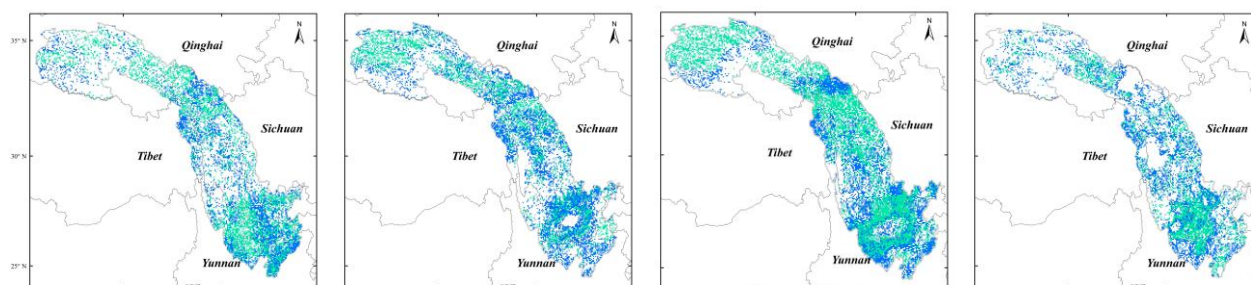 N
35° N
Qinghai
Sichuan
30° N
Tibet
25° N
Yunnan
N
Qinghai
Sichuan
Tibet
Yunnan
N
Qinghai
Sichuan
Tibet
Yunnan
N
Qinghai
Sichuan
Tibet
Yunnan